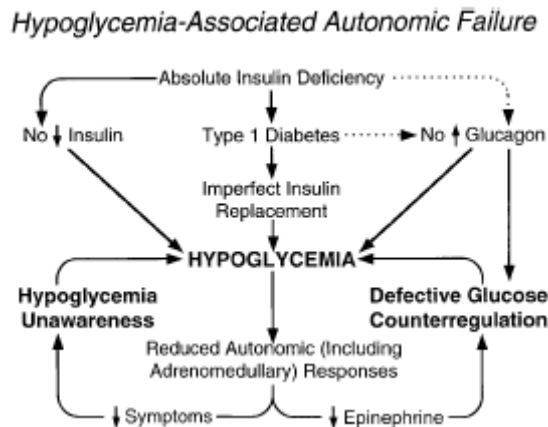 Hypoglycemia-Associated Autonomic Failure
Absolute Insulin Deficiency
No ↓ Insulin
Type 1 Diabetes
No ↑ Glucagon
Imperfect Insulin
Replacement
HYPOGLYCEMIA
Hypoglycemia
Unawareness
Defective Glucose
Counterregulation
Reduced Autonomic (Including
Adrenomedullary) Responses
↓ Symptoms
↓ Epinephrine